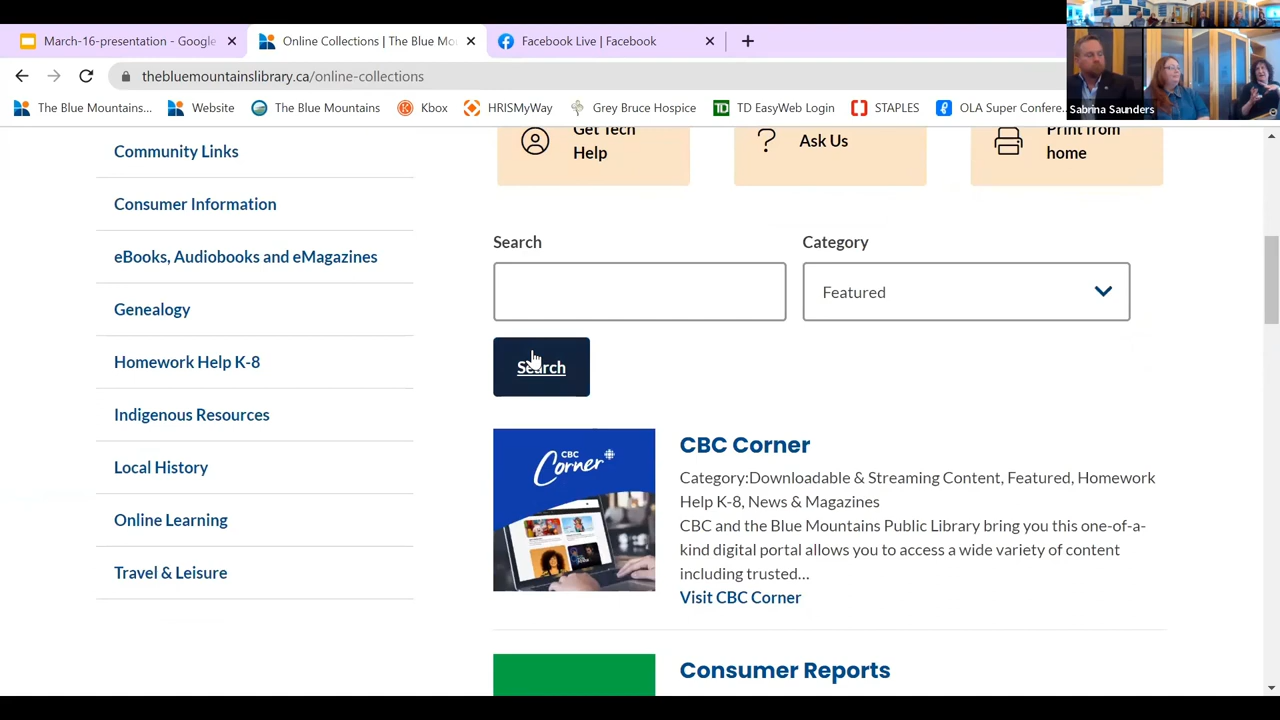 March-16-presentation - Google
Online Collections | The Blue Mo
Facebook Live | Facebook
thebluemountainslibrary.ca/online-collections
The Blue Mountains...
Website
The Blue Mountains
Kbox
HRISMyWay
Grey Bruce Hospice
TD EasyWeb Login
STAPLES
OLA Super Confere...
Sabrina Saunders
Community Links
Consumer Information
eBooks, Audiobooks and eMagazines
Genealogy
Homework Help K-8
Indigenous Resources
Local History
Online Learning
Travel & Leisure
Get Tech
Help
Ask Us
Print from
home
Search
Category
Featured
Search
CBC
Corner
CBC Corner
Category:Downloadable & Streaming Content, Featured, Homework
Help K-8, News & Magazines
CBC and the Blue Mountains Public Library bring you this one-of-a-
kind digital portal allows you to access a wide variety of content
including trusted...
Visit CBC Corner
Consumer Reports